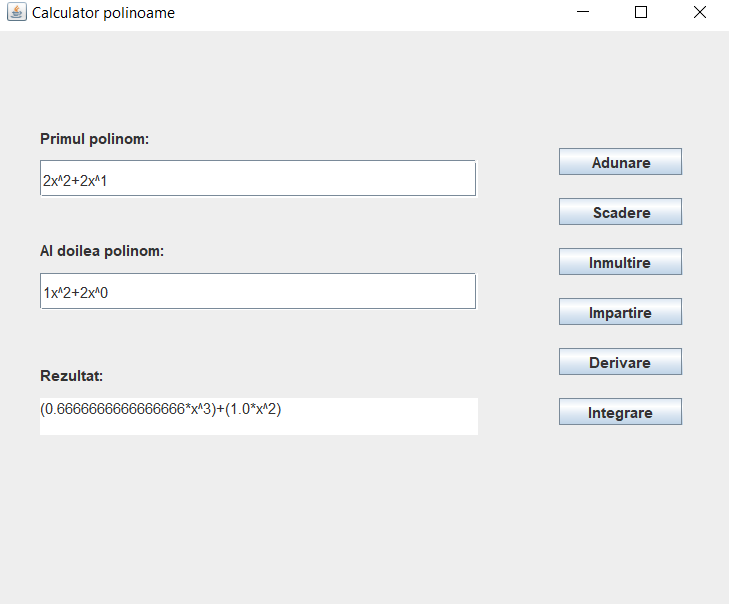 Calculator polinoame
Primul polinom:
2x^2+2x^1
Al doilea polinom:
1x^2+2x^0
Rezultat:
(0.6666666666666666*x^3)+(1.0*x^2)
Adunare
Scadere
Inmultire
Impartire
Derivare
Integrare